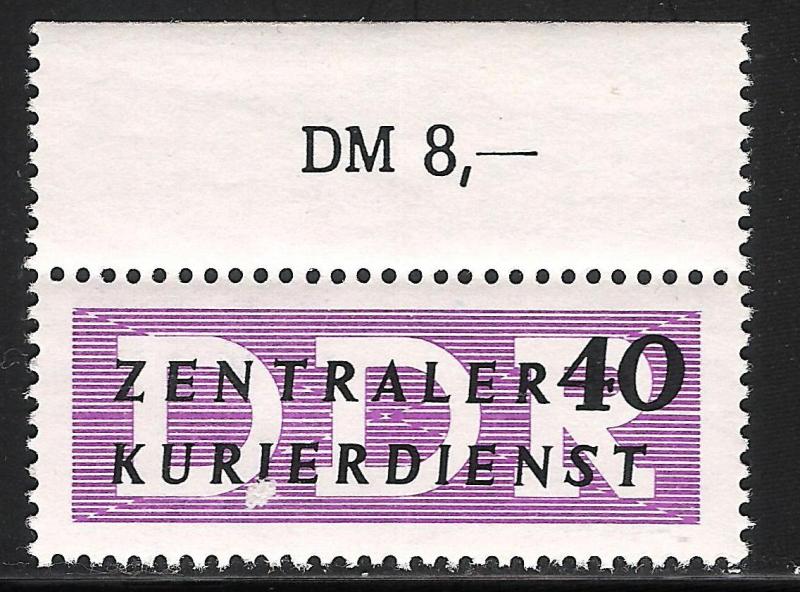 DM 8,—
DDR
ZENTRALER 40
KURIERDIENST